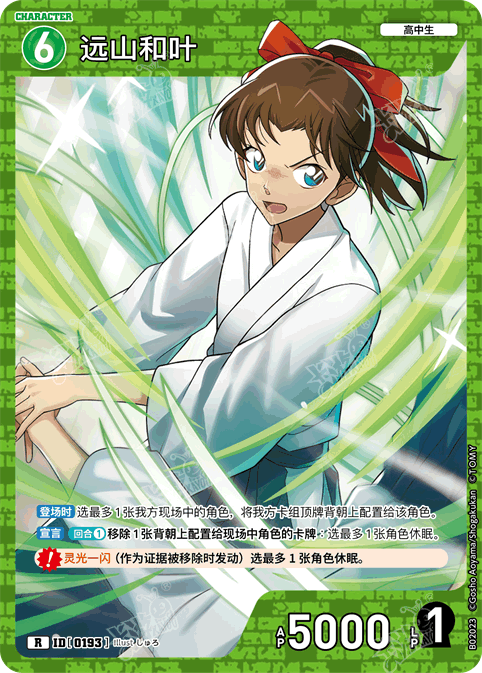 CHARACTER
6 远山和叶
高中生
登场时 选最多1张我方现场中的角色，将我方卡组顶牌背朝上配置给该角色。
宣言 回合1 移除1张背朝上配置给现场中角色的卡牌：选最多1张角色休眠。
灵光一闪（作为证据被移除时发动）选最多1张角色休眠。
R ID[0193] Illust しゅろ
AP 5000 LP 1
B02023 ©Gosho Aoyama/Shogakukan ©TOMY